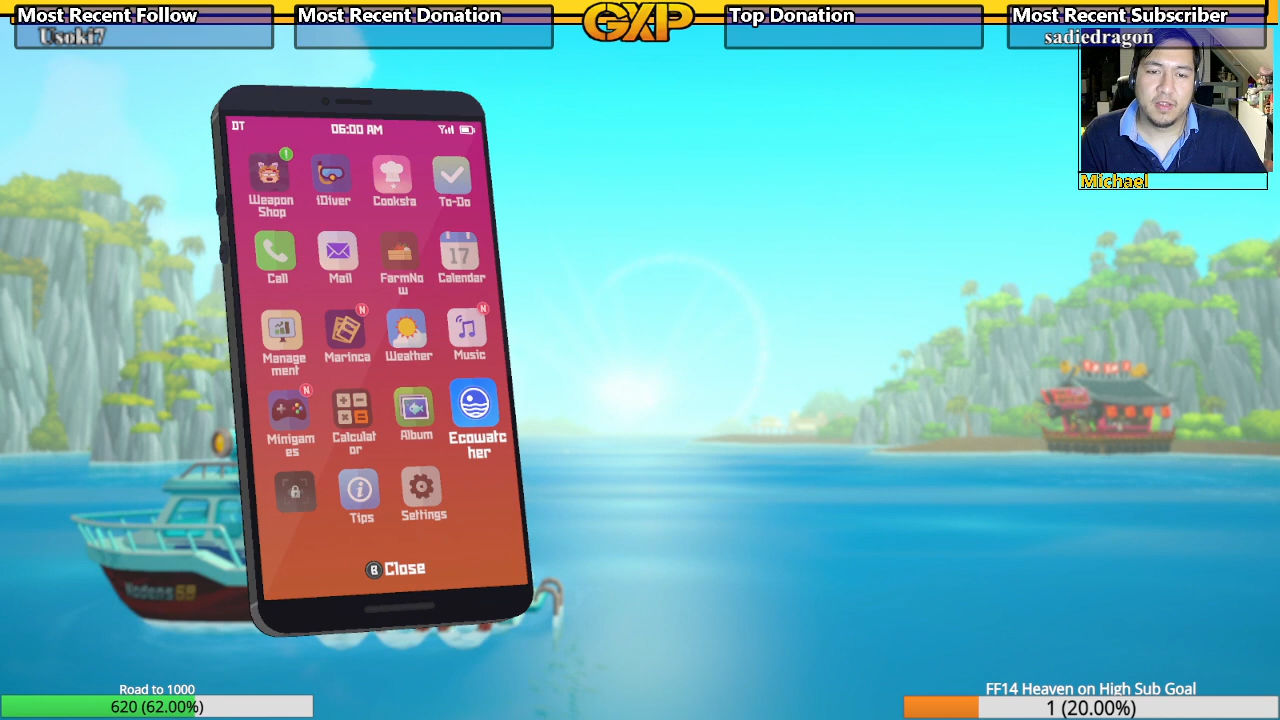 Most Recent Follow
Usoki7
Most Recent Donation
GXP
Top Donation
Most Recent Subscriber
sadiedragon
Michael
DT
06:00 AM
Weapon
Shop
iDiver
Cooksta
To-Do
Call
Mail
FarmNo
w
17
Calendar
Manage
ment
N
Marinca
Weather
N
Music
N
Minigam
es
Calculat
or
Album
Ecowatc
her
Tips
Settings
B Close
Road to 1000
620 (62.00%)
FF14 Heaven on High Sub Goal
1 (20.00%)